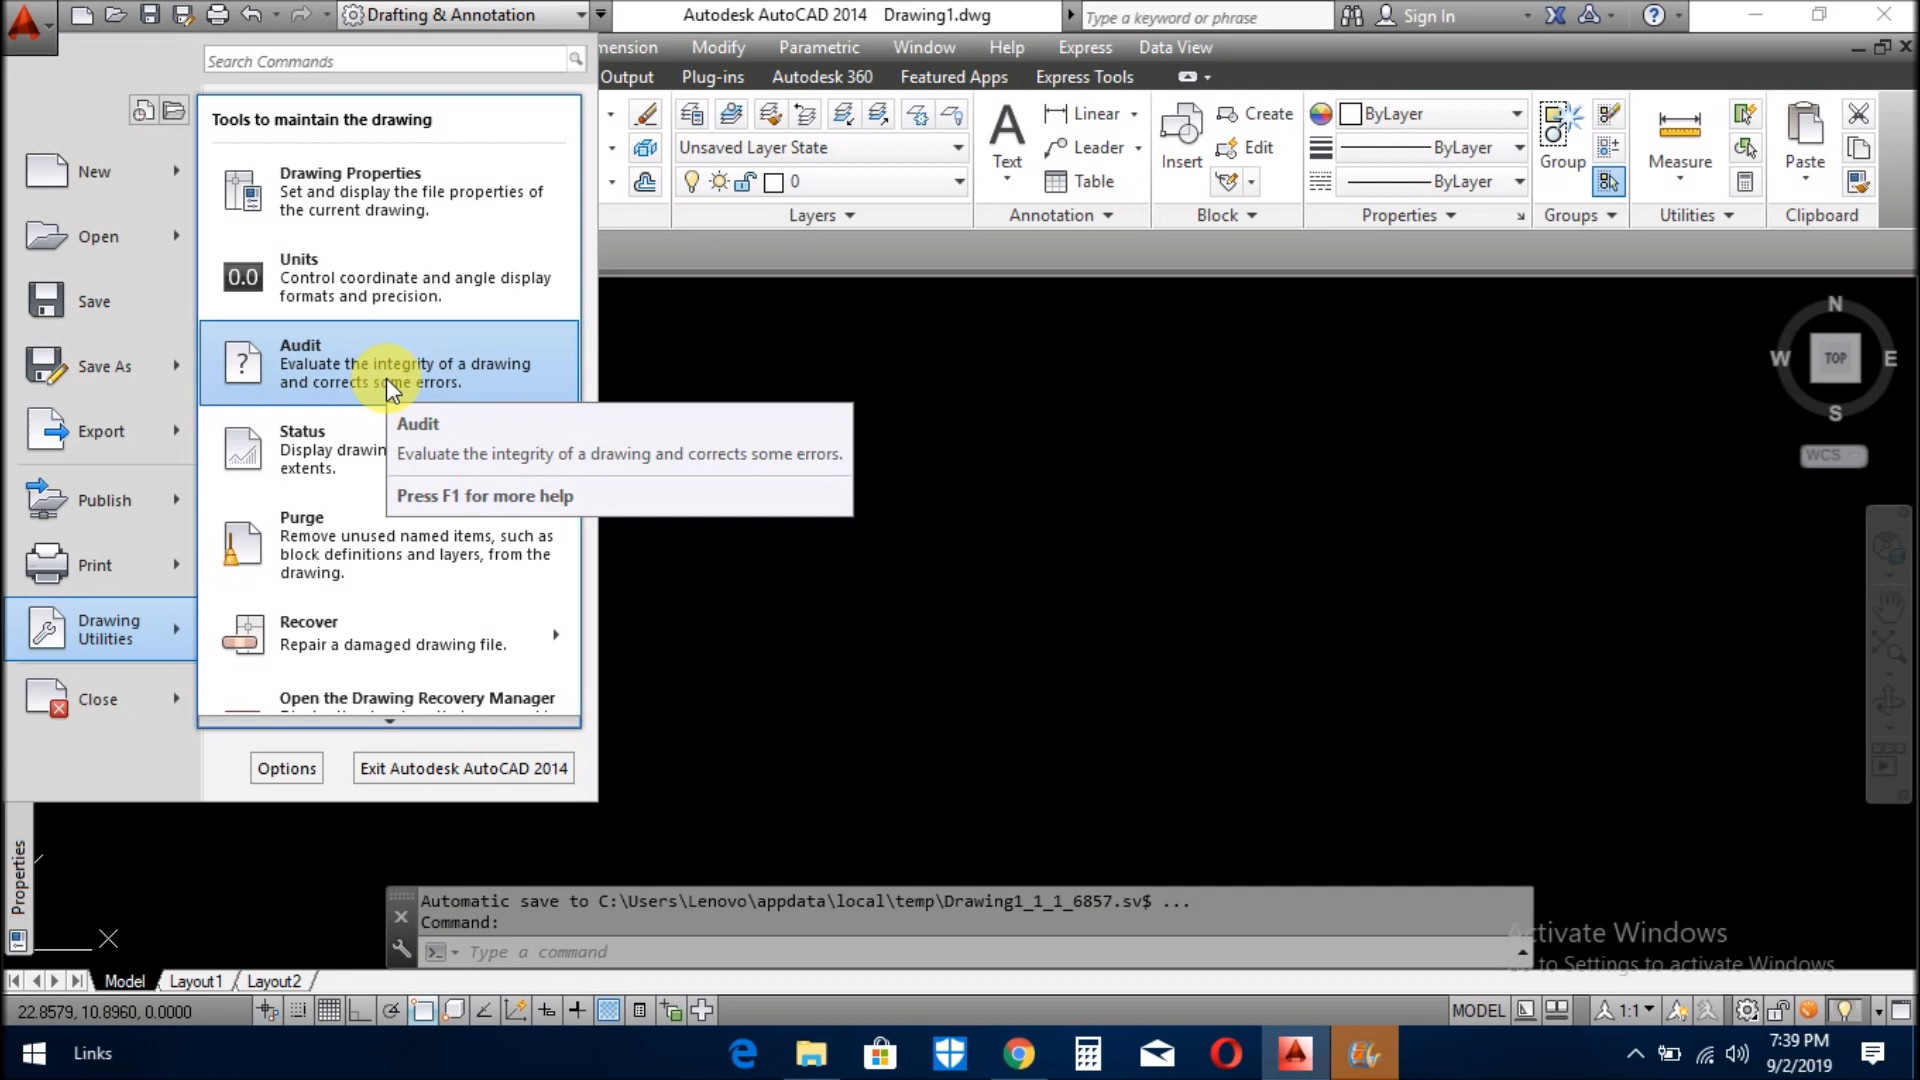 Drafting & Annotation
Autodesk AutoCAD 2014 Drawing1.dwg
Type a keyword or phrase
Sign In
Search Commands
mension Modify Parametric Window Help Express Data View
Output Plug-ins Autodesk 360 Featured Apps Express Tools
Tools to maintain the drawing
Drawing Properties
Set and display the file properties of
the current drawing.
Units
Control coordinate and angle display
formats and precision.
0.0
Audit
Evaluate the integrity of a drawing
and corrects some errors.
Status
Display drawin
extents.
Purge
Remove unused named items, such as
block definitions and layers, from the
drawing.
Recover
Repair a damaged drawing file.
Open the Drawing Recovery Manager
Audit
Evaluate the integrity of a drawing and corrects some errors.
Press F1 for more help
New
Open
Save
Save As
Export
Publish
Print
Drawing
Utilities
Close
Options
Exit Autodesk AutoCAD 2014
Unsaved Layer State
0
Layers
Text
Linear
Leader
Table
Annotation
Insert
Create
Edit
Block
ByLayer
ByLayer
ByLayer
Properties
Group
Groups
Measure
Utilities
Paste
Clipboard
N
W TOP E
S
WCS
Properties
Automatic save to C:\Users\Lenovo\appdata\local\temp\Drawing1_1_1_6857.sv$ ...
Command:
Type a command
Activate Windows
Go to Settings to activate Windows.
X
Model Layout1 Layout2
22.8579, 10.8960, 0.0000
MODEL
1:1
Links
7:39 PM
9/2/2019